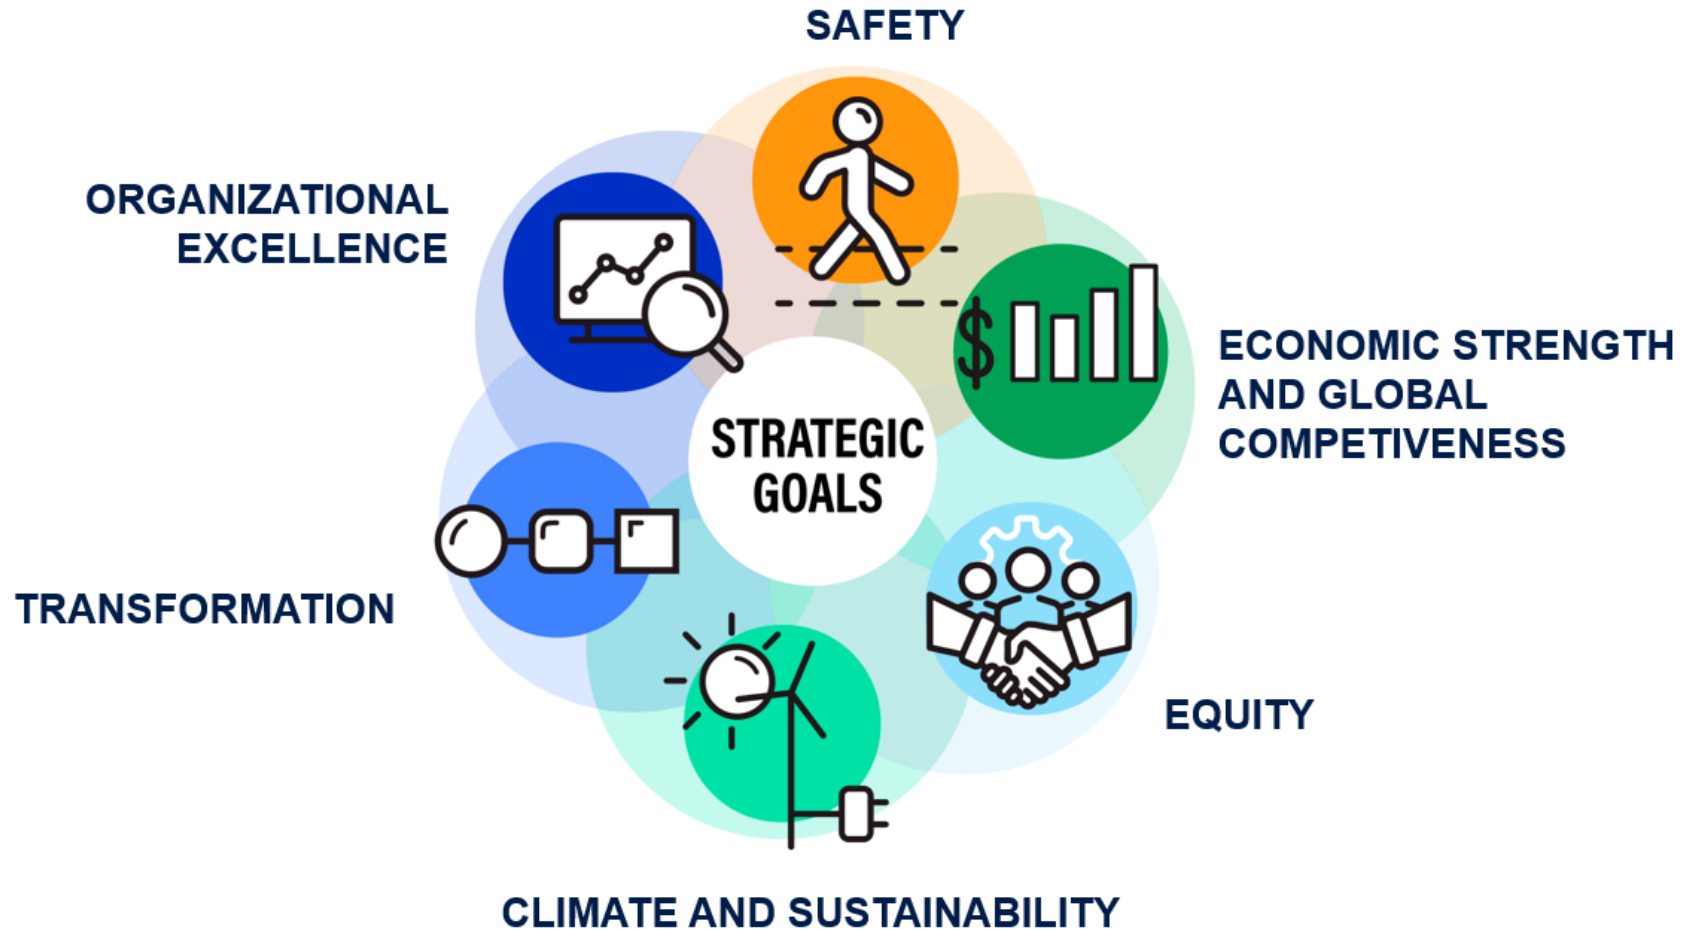 SAFETY
ORGANIZATIONAL
EXCELLENCE
$
ECONOMIC STRENGTH
AND GLOBAL
COMPETIVENESS
STRATEGIC
GOALS
TRANSFORMATION
EQUITY
CLIMATE AND SUSTAINABILITY